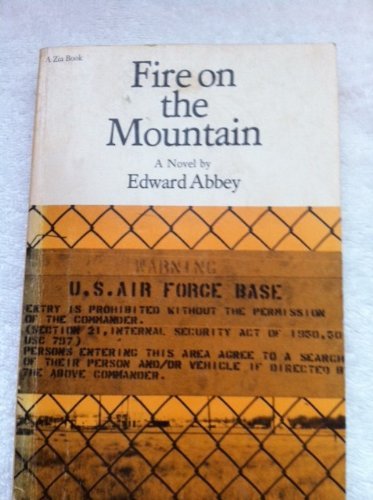 A Zia Book
Fire on
the
Mountain
A Novel by
Edward Abbey
WARNING
U.S. AIR FORCE BASE
ENTRY IS PROHIBITED WITHOUT THE PERMISSION
OF THE COMMANDER.
(SECTION 21, INTERNAL SECURITY ACT OF 1950, 50
USC 797)
PERSONS ENTERING THIS AREA AGREE TO A SEARCH
OF THEIR PERSON AND/OR VEHICLE IF DIRECTED B
THE ABOVE COMMANDER.